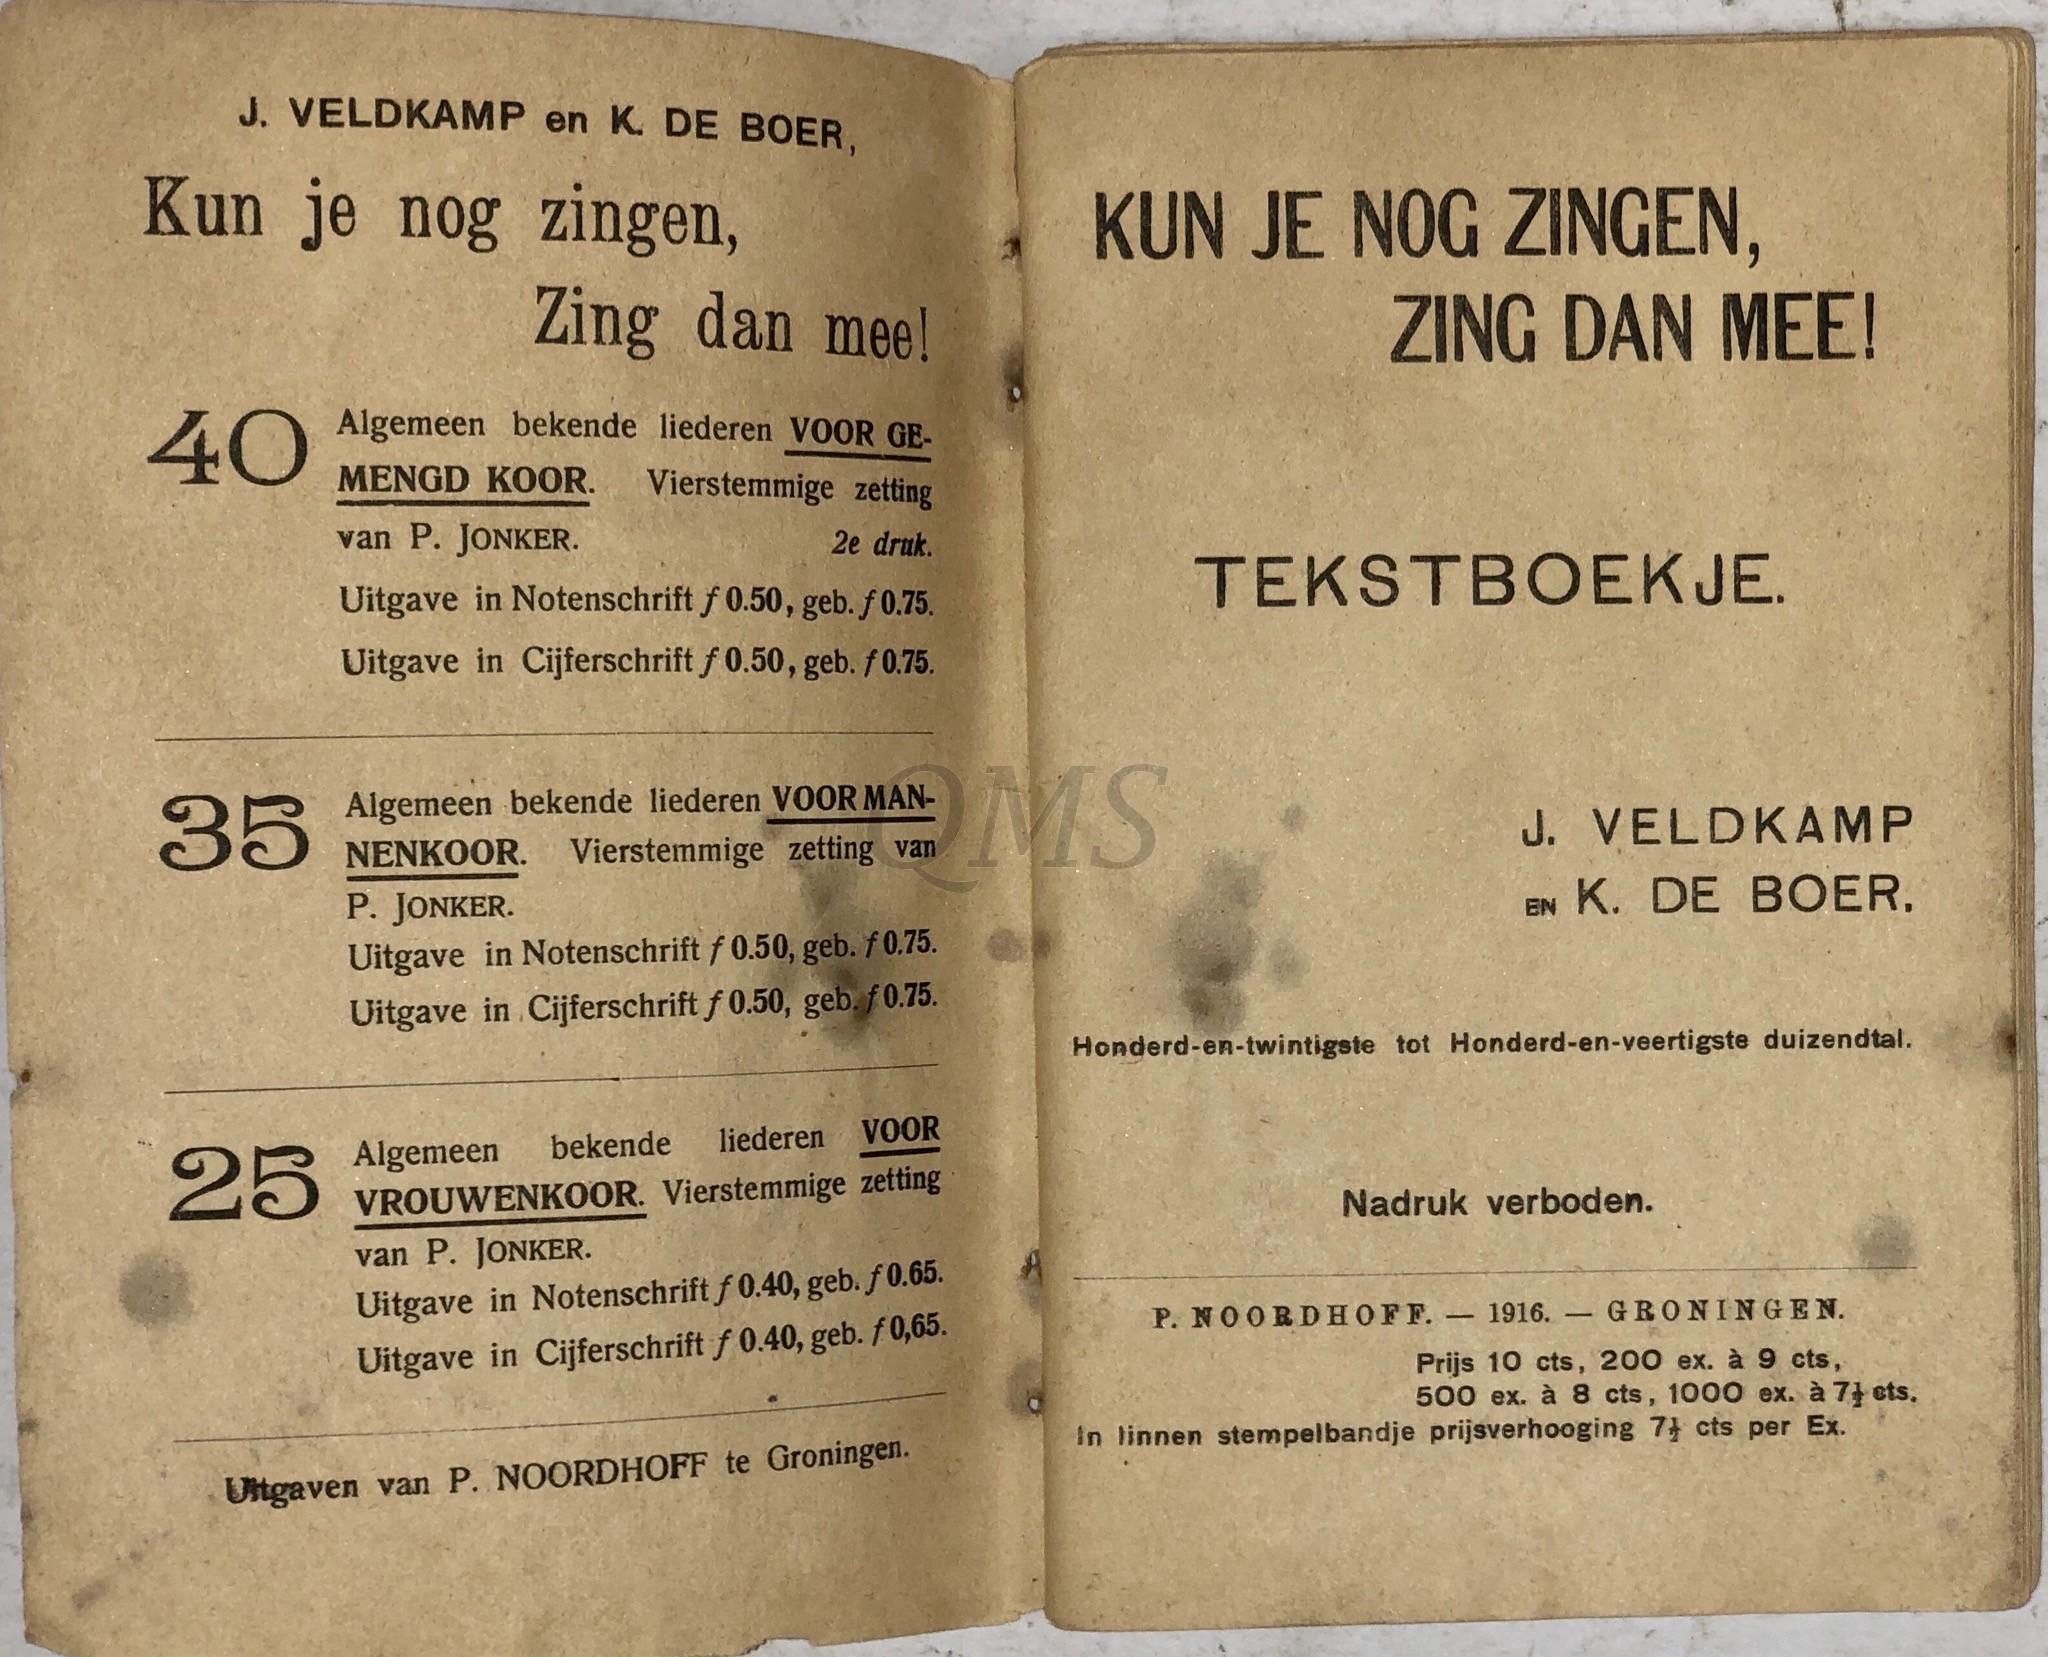 J. VELDKAMP en K. DE BOER,
Kun je nog zingen,
Zing dan mee!
40 Algemeen bekende liederen VOOR GE-
MENGD KOOR. Vierstemmige zetting
van P. JONKER. 2e druk.
Uitgave in Notenschrift f 0.50, geb. f 0.75.
Uitgave in Cijferschrift f 0.50, geb. f 0.75.
35 Algemeen bekende liederen VOOR MAN-
NENKOOR. Vierstemmige zetting van
P. JONKER.
Uitgave in Notenschrift f 0.50, geb. f 0.75.
Uitgave in Cijferschrift f 0.50, geb. f 0.75.
25 Algemeen bekende liederen VOOR
VROUWENKOOR. Vierstemmige zetting
van P. JONKER.
Uitgave in Notenschrift f 0.40, geb. f 0.65.
Uitgave in Cijferschrift f 0.40, geb. f 0,65.
Uitgaven van P. NOORDHOFF te Groningen.
KUN JE NOG ZINGEN,
ZING DAN MEE!
TEKSTBOEKJE.
J. VELDKAMP
EN K. DE BOER.
Honderd-en-twintigste tot Honderd-en-veertigste duizendtal.
Nadruk verboden.
P. NOORDHOFF. — 1916. — GRONINGEN.
Prijs 10 cts, 200 ex. à 9 cts,
500 ex. à 8 cts, 1000 ex. à 7½ cts.
In linnen stempelbandje prijsverhooging 7½ cts per Ex.
QMS